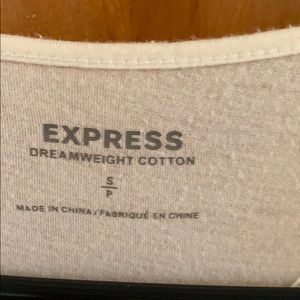 EXPRESS
DREAMWEIGHT COTTON
S
P
MADE IN CHINA / FABRIQUÉ EN CHINE